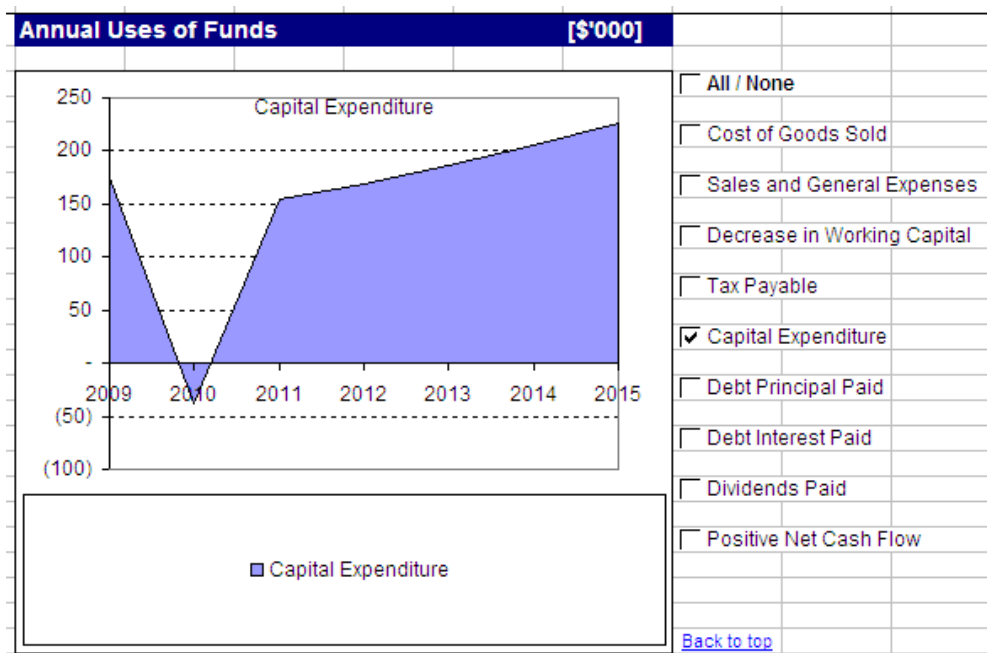 Annual Uses of Funds [$'000]
Capital Expenditure
250
200
150
100
50
-
2009 2010 2011 2012 2013 2014 2015
(50)
(100)
Capital Expenditure
All / None
Cost of Goods Sold
Sales and General Expenses
Decrease in Working Capital
Tax Payable
Capital Expenditure
Debt Principal Paid
Debt Interest Paid
Dividends Paid
Positive Net Cash Flow
Back to top